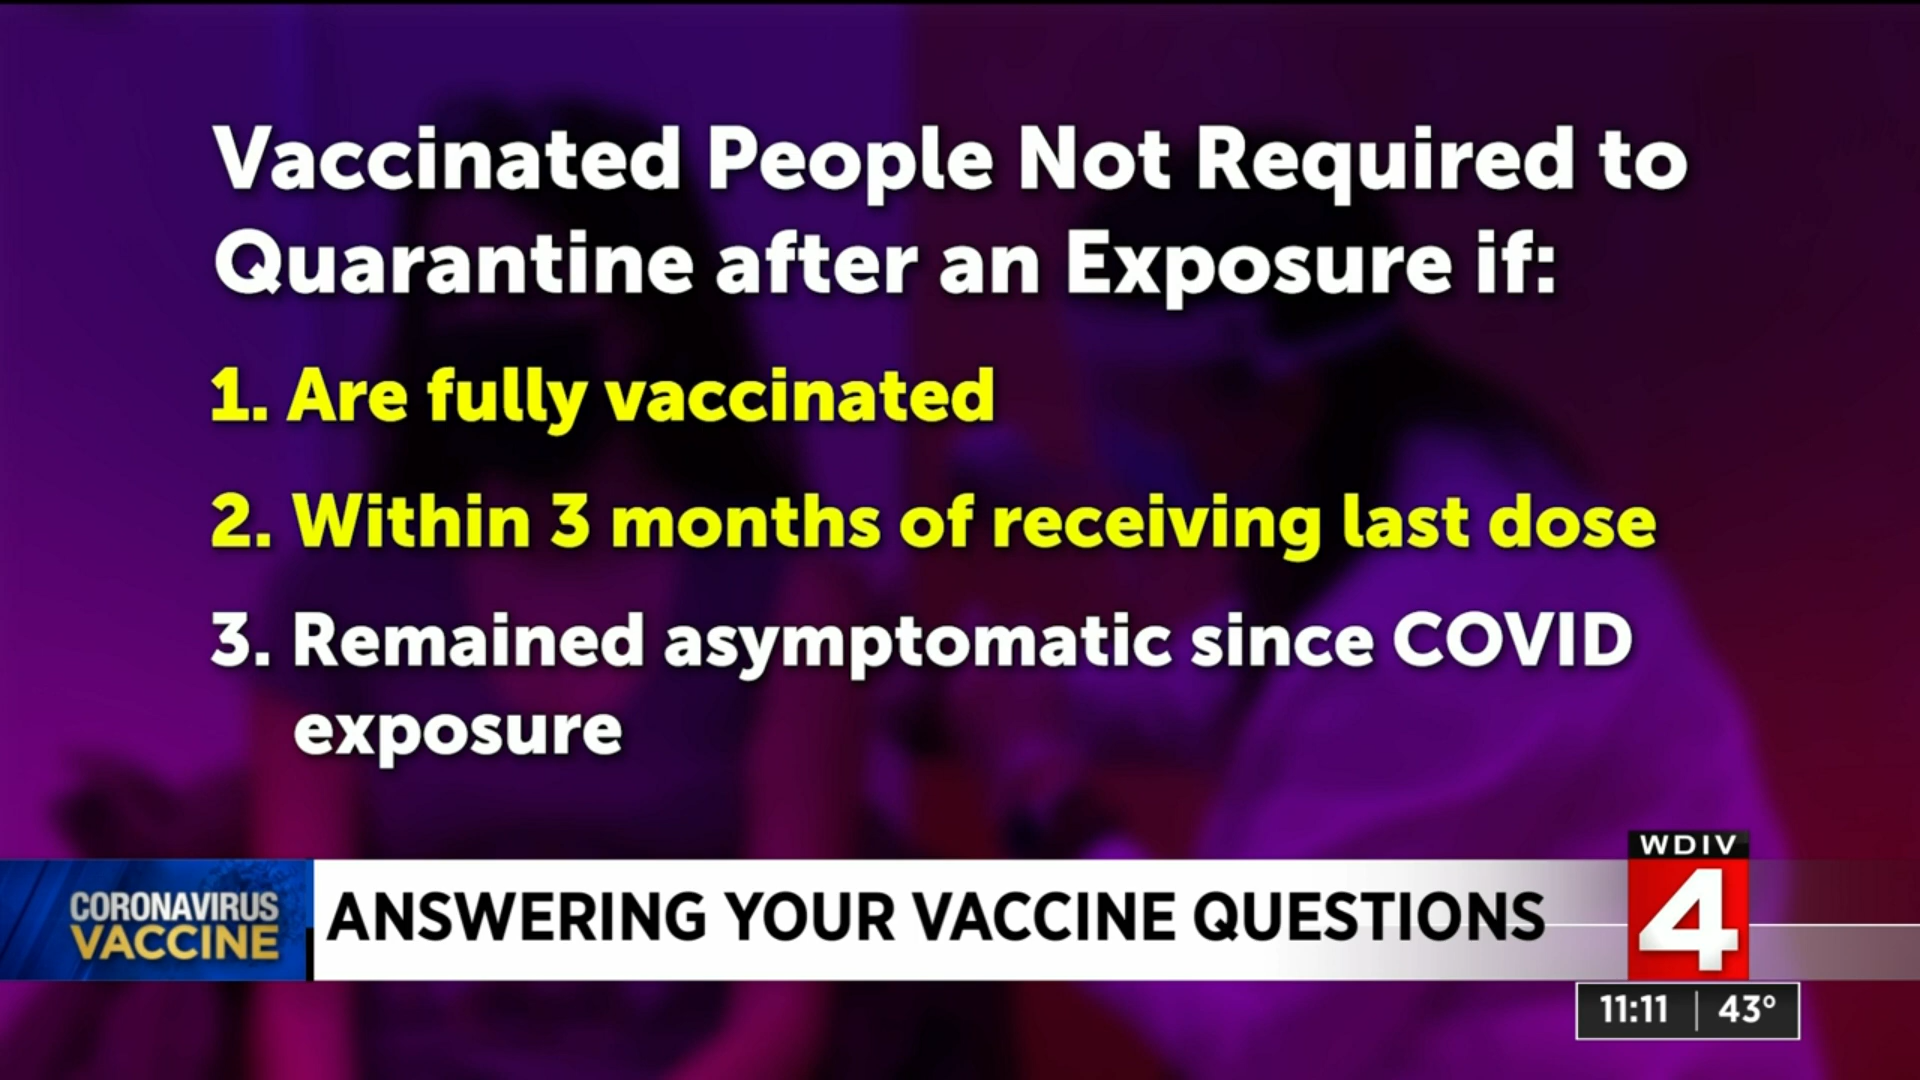 Vaccinated People Not Required to
Quarantine after an Exposure if:
1. Are fully vaccinated
2. Within 3 months of receiving last dose
3. Remained asymptomatic since COVID
exposure
CORONAVIRUS
VACCINE
ANSWERING YOUR VACCINE QUESTIONS
WDIV
4
11:11 | 43°